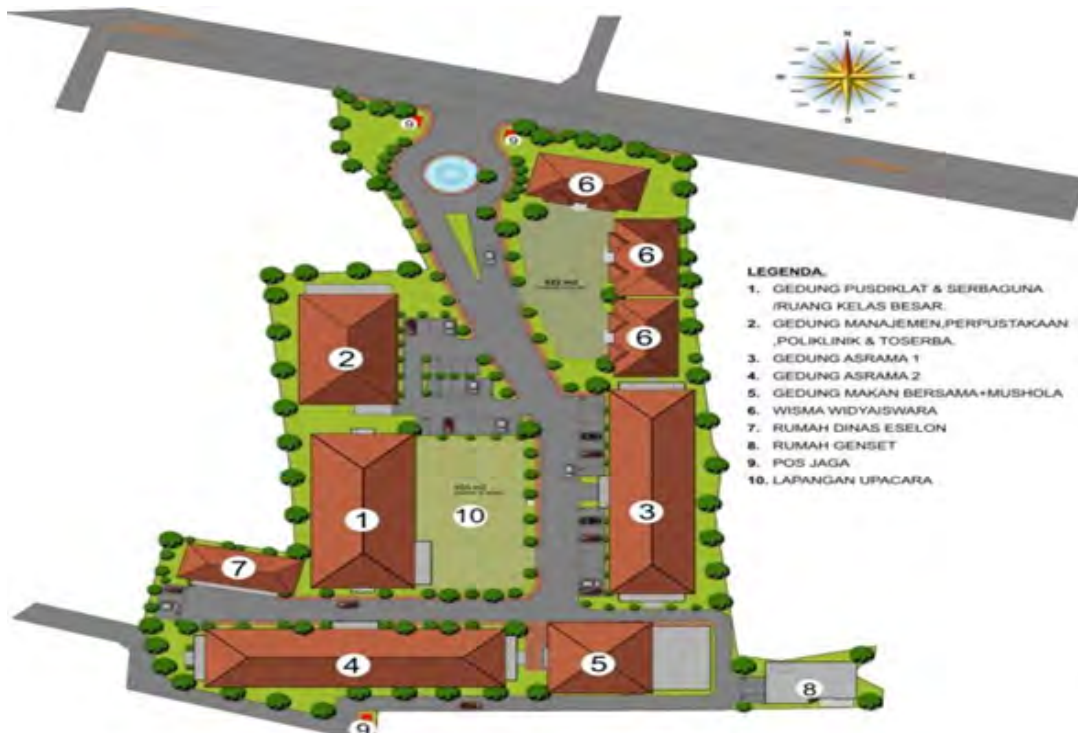 N
W
E
S
9
9
6
6
6
2
1
10
3
7
4
5
8
9
LEGENDA.
1. GEDUNG PUSDIKLAT & SERBAGUNA
/RUANG KELAS BESAR.
2. GEDUNG MANAJEMEN,PERPUSTAKAAN
,POLIKLINIK & TOSERBA.
3. GEDUNG ASRAMA 1
4. GEDUNG ASRAMA 2
5. GEDUNG MAKAN BERSAMA+MUSHOLA
6. WISMA WIDYAISWARA
7. RUMAH DINAS ESELON
8. RUMAH GENSET
9. POS JAGA
10. LAPANGAN UPACARA